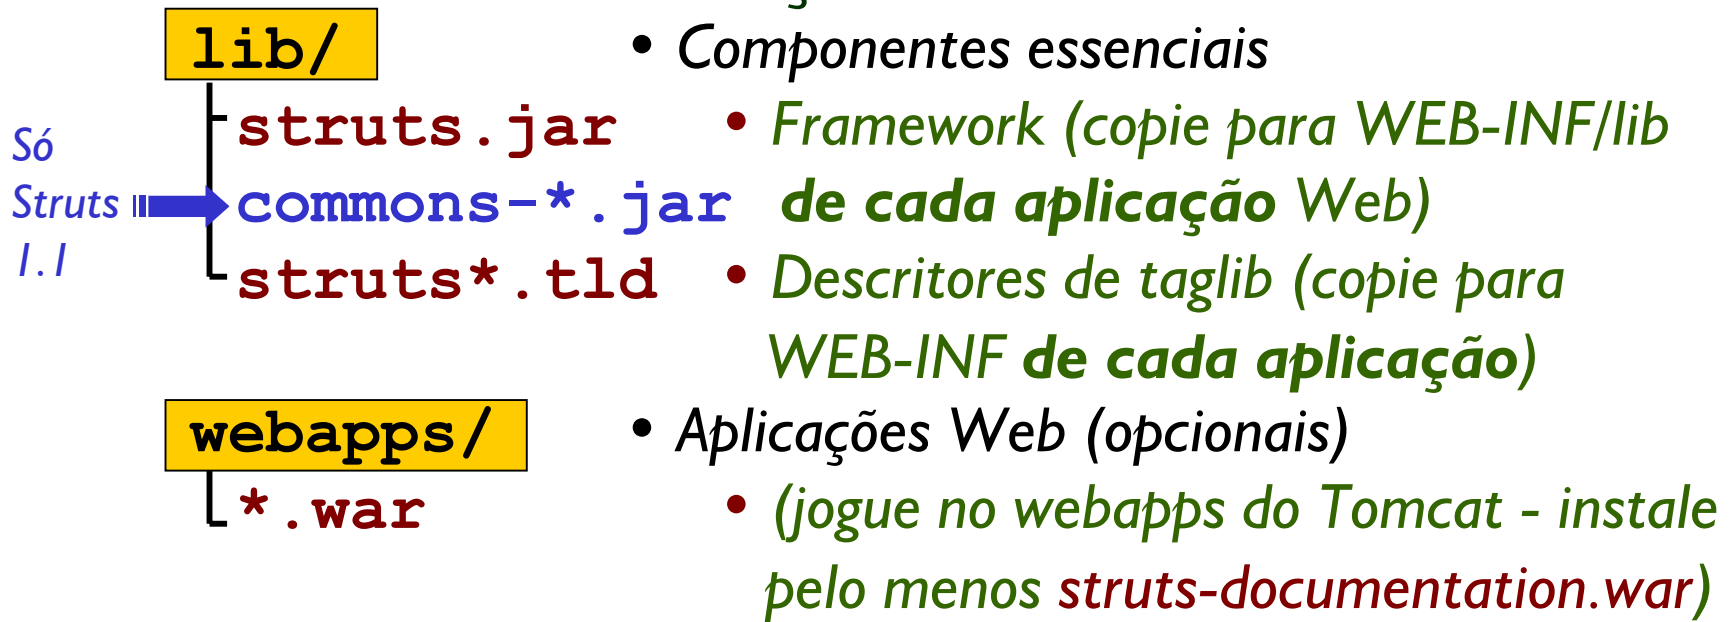 lib/
• Componentes essenciais
struts.jar
• Framework (copie para WEB-INF/lib
Só
Struts
1.1
commons-*.jar
de cada aplicação Web)
struts*.tld
• Descritores de taglib (copie para
WEB-INF de cada aplicação)
webapps/
• Aplicações Web (opcionais)
*.war
• (jogue no webapps do Tomcat - instale
pelo menos struts-documentation.war)